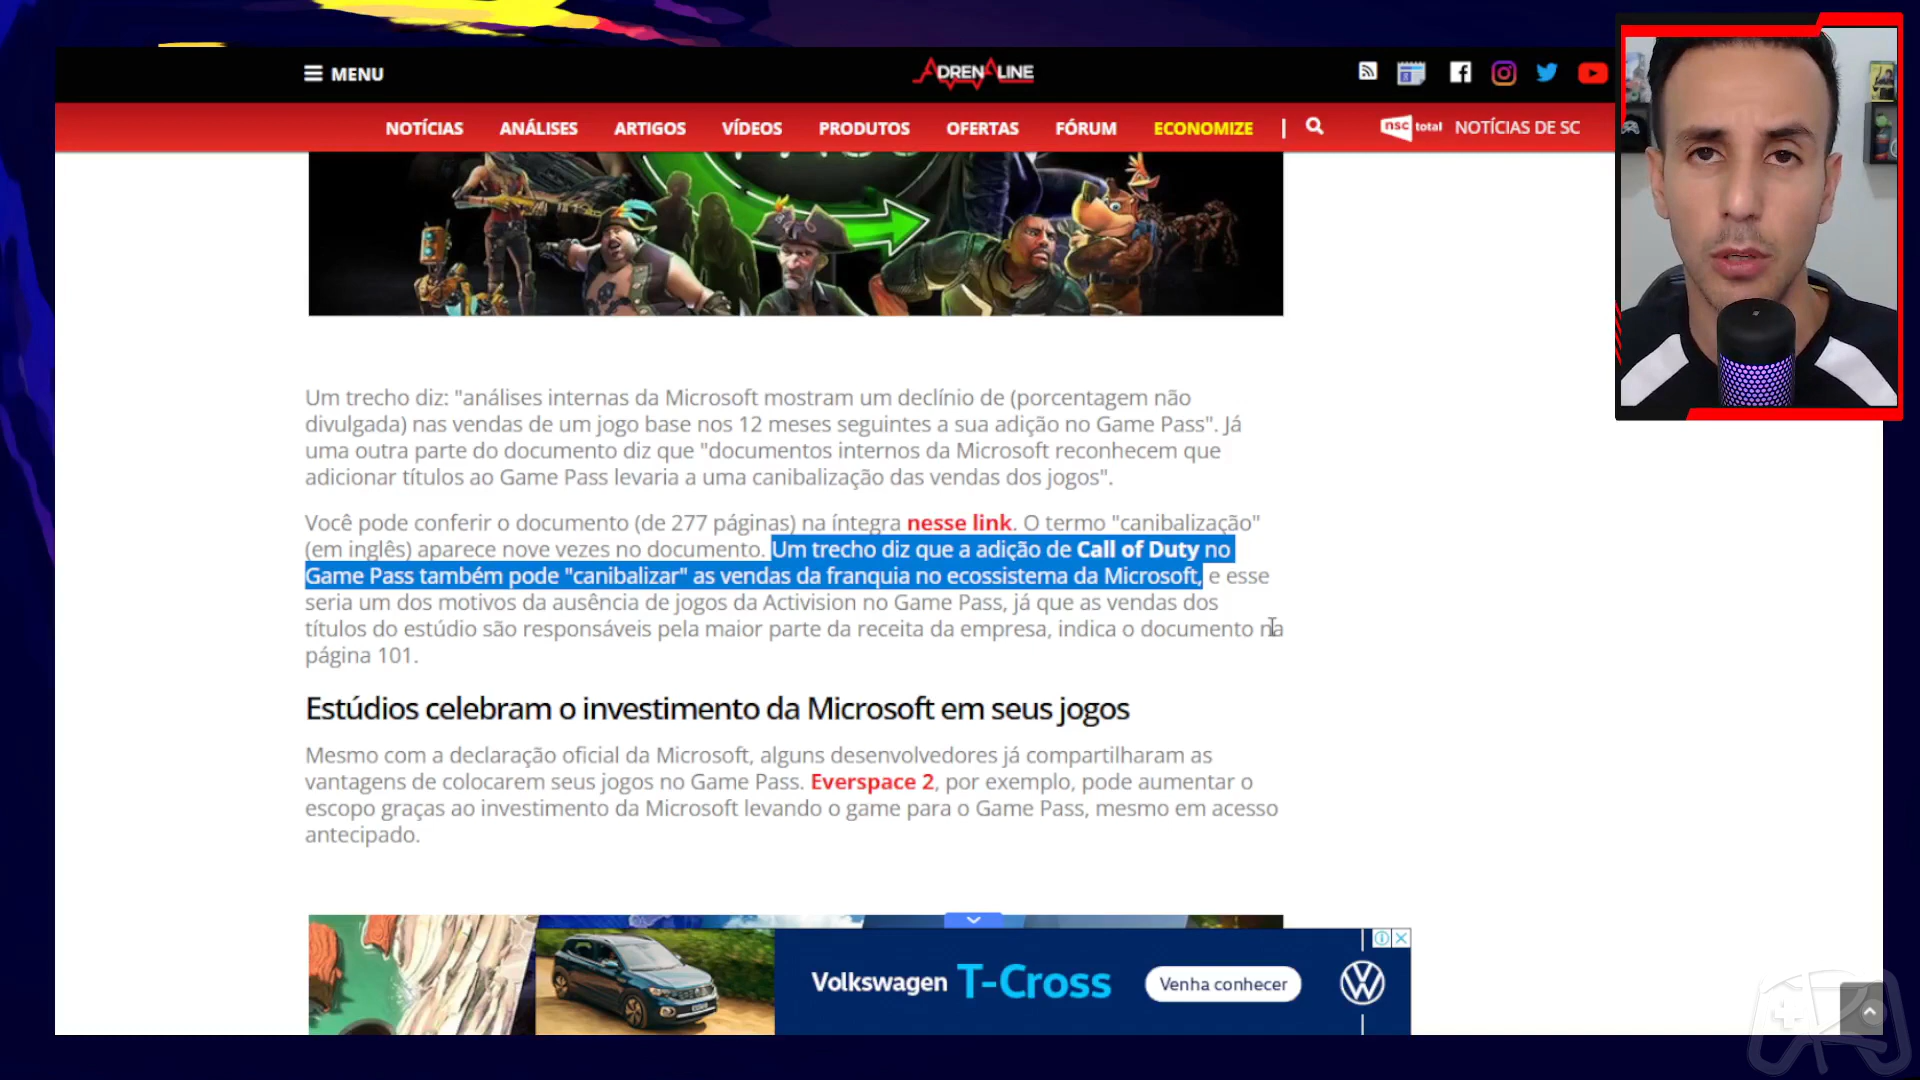 MENU
ADRENALINE
NOTÍCIAS ANÁLISES ARTIGOS VÍDEOS PRODUTOS OFERTAS FÓRUM ECONOMIZE | nsc total NOTÍCIAS DE SC
Um trecho diz: "análises internas da Microsoft mostram um declínio de (porcentagem não
divulgada) nas vendas de um jogo base nos 12 meses seguintes a sua adição no Game Pass". Já
uma outra parte do documento diz que "documentos internos da Microsoft reconhecem que
adicionar títulos ao Game Pass levaria a uma canibalização das vendas dos jogos".
Você pode conferir o documento (de 277 páginas) na íntegra nesse link. O termo "canibalização"
(em inglês) aparece nove vezes no documento. Um trecho diz que a adição de Call of Duty no
Game Pass também pode "canibalizar" as vendas da franquia no ecossistema da Microsoft, e esse
seria um dos motivos da ausência de jogos da Activision no Game Pass, já que as vendas dos
títulos do estúdio são responsáveis pela maior parte da receita da empresa, indica o documento na
página 101.
Estúdios celebram o investimento da Microsoft em seus jogos
Mesmo com a declaração oficial da Microsoft, alguns desenvolvedores já compartilharam as
vantagens de colocarem seus jogos no Game Pass. Everspace 2, por exemplo, pode aumentar o
escopo graças ao investimento da Microsoft levando o game para o Game Pass, mesmo em acesso
antecipado.
Volkswagen T-Cross Venha conhecer